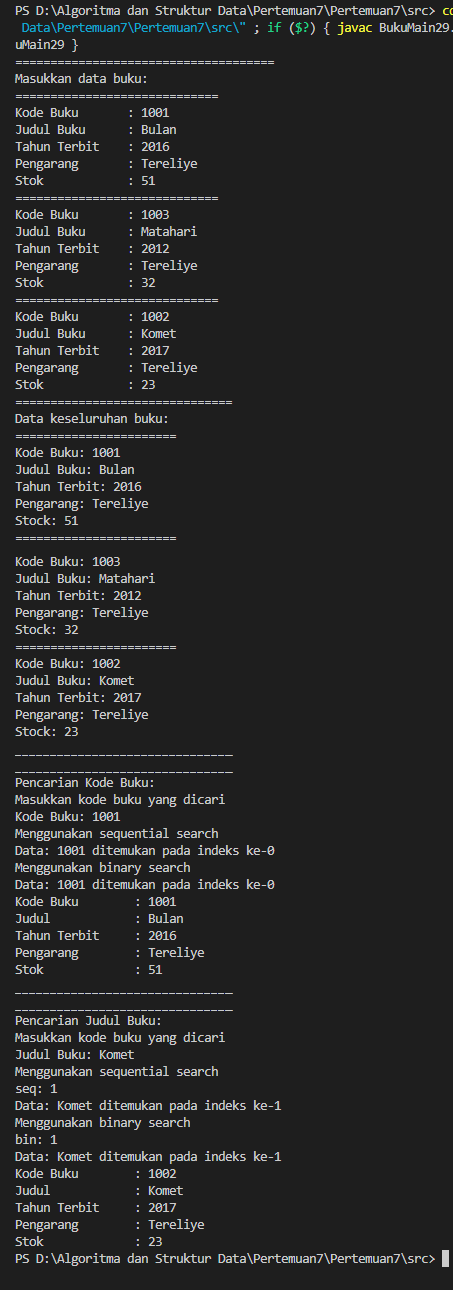 PS D:\Algoritma dan Struktur Data\Pertemuan7\Pertemuan7\src> cd
Data\Pertemuan7\Pertemuan7\src\" ; if ($?) { javac BukuMain29.
uMain29 }
=====================================
Masukkan data buku:
=============================
Kode Buku       : 1001
Judul Buku      : Bulan
Tahun Terbit    : 2016
Pengarang       : Tereliye
Stok            : 51
=============================
Kode Buku       : 1003
Judul Buku      : Matahari
Tahun Terbit    : 2012
Pengarang       : Tereliye
Stok            : 32
=============================
Kode Buku       : 1002
Judul Buku      : Komet
Tahun Terbit    : 2017
Pengarang       : Tereliye
Stok            : 23
===============================
Data keseluruhan buku:
=======================
Kode Buku: 1001
Judul Buku: Bulan
Tahun Terbit: 2016
Pengarang: Tereliye
Stock: 51
=======================
Kode Buku: 1003
Judul Buku: Matahari
Tahun Terbit: 2012
Pengarang: Tereliye
Stock: 32
=======================
Kode Buku: 1002
Judul Buku: Komet
Tahun Terbit: 2017
Pengarang: Tereliye
Stock: 23
_______________________________
_______________________________
Pencarian Kode Buku:
Masukkan kode buku yang dicari
Kode Buku: 1001
Menggunakan sequential search
Data: 1001 ditemukan pada indeks ke-0
Menggunakan binary search
Data: 1001 ditemukan pada indeks ke-0
Kode Buku        : 1001
Judul            : Bulan
Tahun Terbit     : 2016
Pengarang        : Tereliye
Stok             : 51
_______________________________
_______________________________
Pencarian Judul Buku:
Masukkan kode buku yang dicari
Judul Buku: Komet
Menggunakan sequential search
seq: 1
Data: Komet ditemukan pada indeks ke-1
Menggunakan binary search
bin: 1
Data: Komet ditemukan pada indeks ke-1
Kode Buku        : 1002
Judul            : Komet
Tahun Terbit     : 2017
Pengarang        : Tereliye
Stok             : 23
PS D:\Algoritma dan Struktur Data\Pertemuan7\Pertemuan7\src>